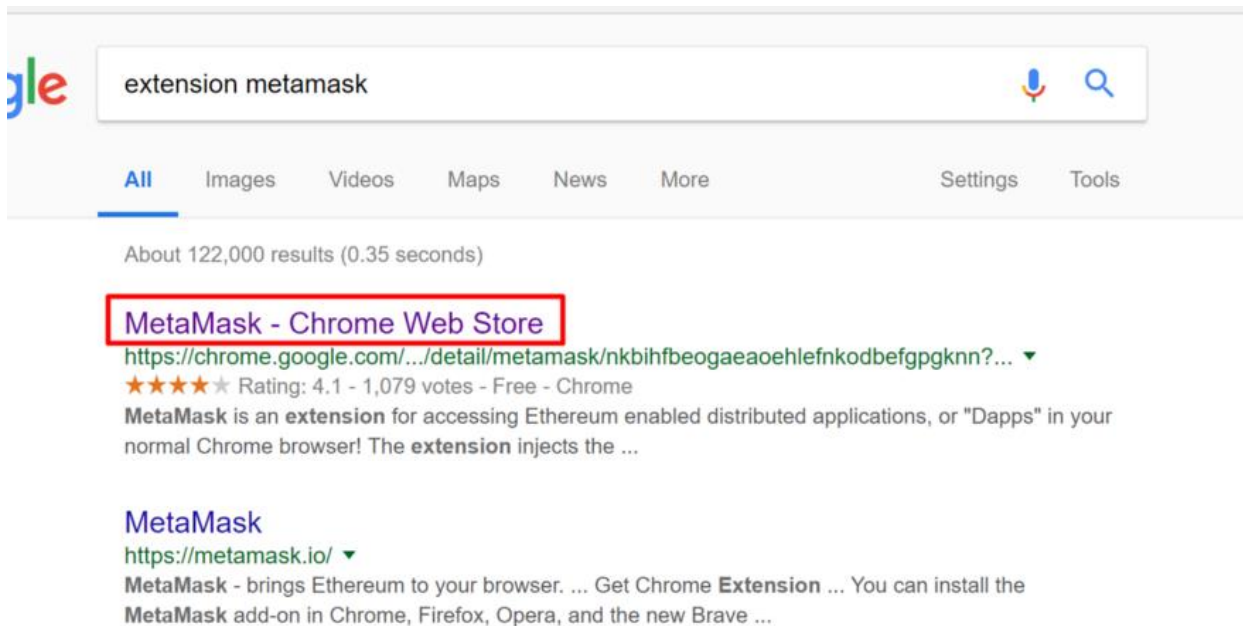 gle
extension metamask
All Images Videos Maps News More Settings Tools
About 122,000 results (0.35 seconds)
MetaMask - Chrome Web Store
https://chrome.google.com/.../detail/metamask/nkbihfbeogaeaoehlefnkodbefgpgknn?...
Rating: 4.1 - 1,079 votes - Free - Chrome
MetaMask is an extension for accessing Ethereum enabled distributed applications, or "Dapps" in your
normal Chrome browser! The extension injects the ...
MetaMask
https://metamask.io/
MetaMask - brings Ethereum to your browser. ... Get Chrome Extension ... You can install the
MetaMask add-on in Chrome, Firefox, Opera, and the new Brave ...